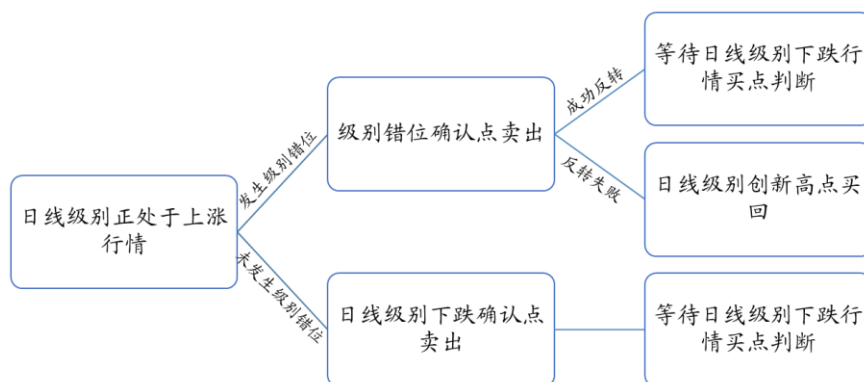 日线级别正处于上涨
行情
发生级别错位
未发生级别错位
级别错位确认点卖出
日线级别下跌确认点
卖出
成功反转
反转失败
等待日线级别下跌行
情买点判断
日线级别创新高点买
回
等待日线级别下跌行
情买点判断